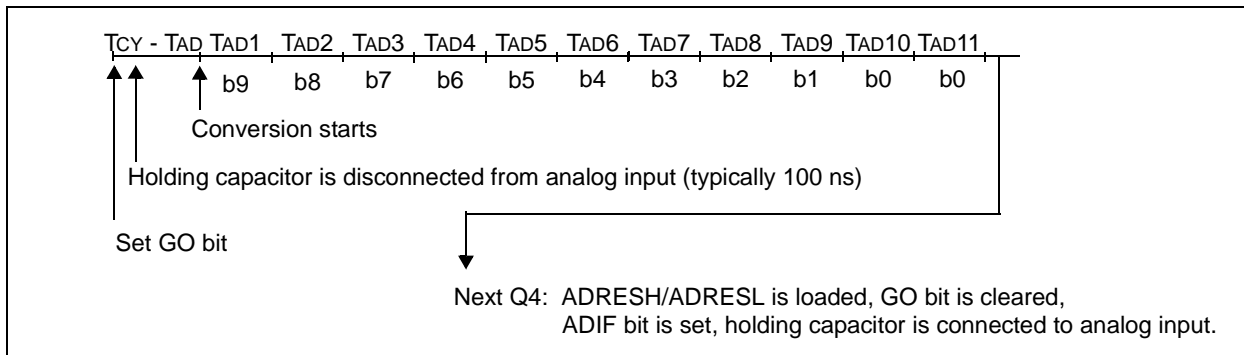 TCY - TAD TAD1 TAD2 TAD3 TAD4 TAD5 TAD6 TAD7 TAD8 TAD9 TAD10 TAD11
b9 b8 b7 b6 b5 b4 b3 b2 b1 b0 b0
Conversion starts
Holding capacitor is disconnected from analog input (typically 100 ns)
Set GO bit
Next Q4: ADRESH/ADRESL is loaded, GO bit is cleared,
ADIF bit is set, holding capacitor is connected to analog input.